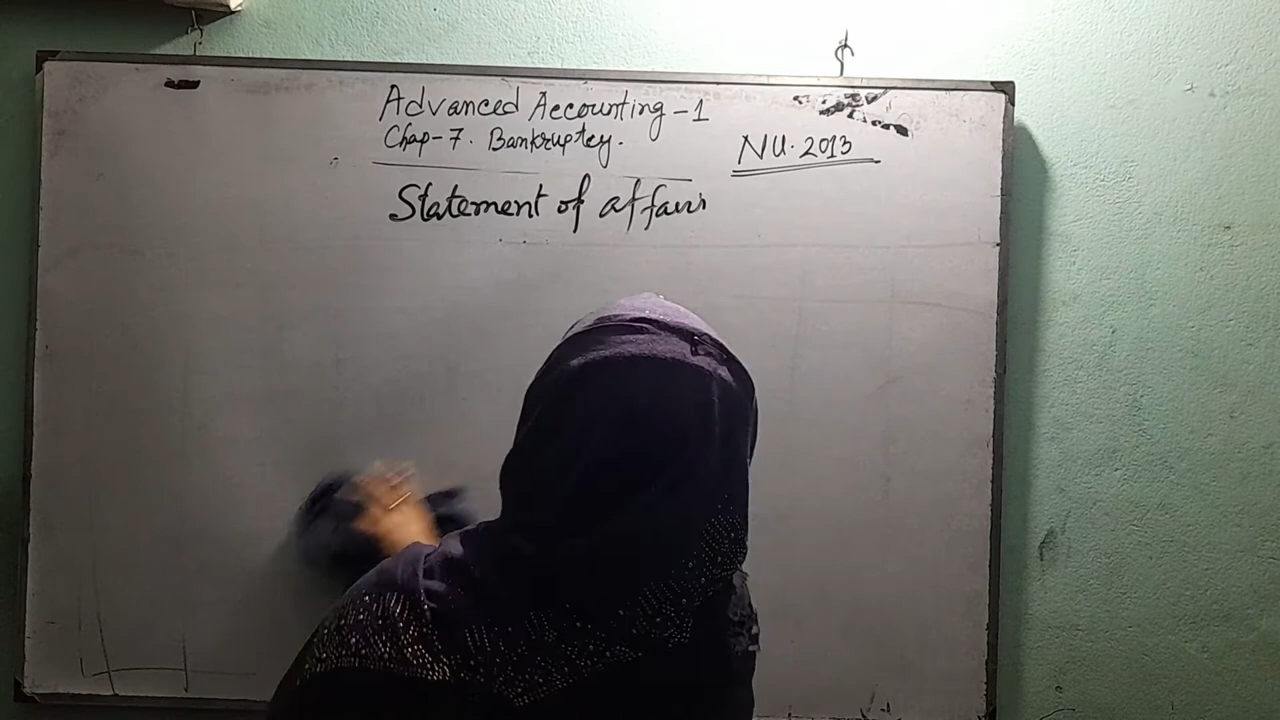 Advanced Accounting-1
Chap-7. Bankruptcy.
NU. 2013
Statement of affairs